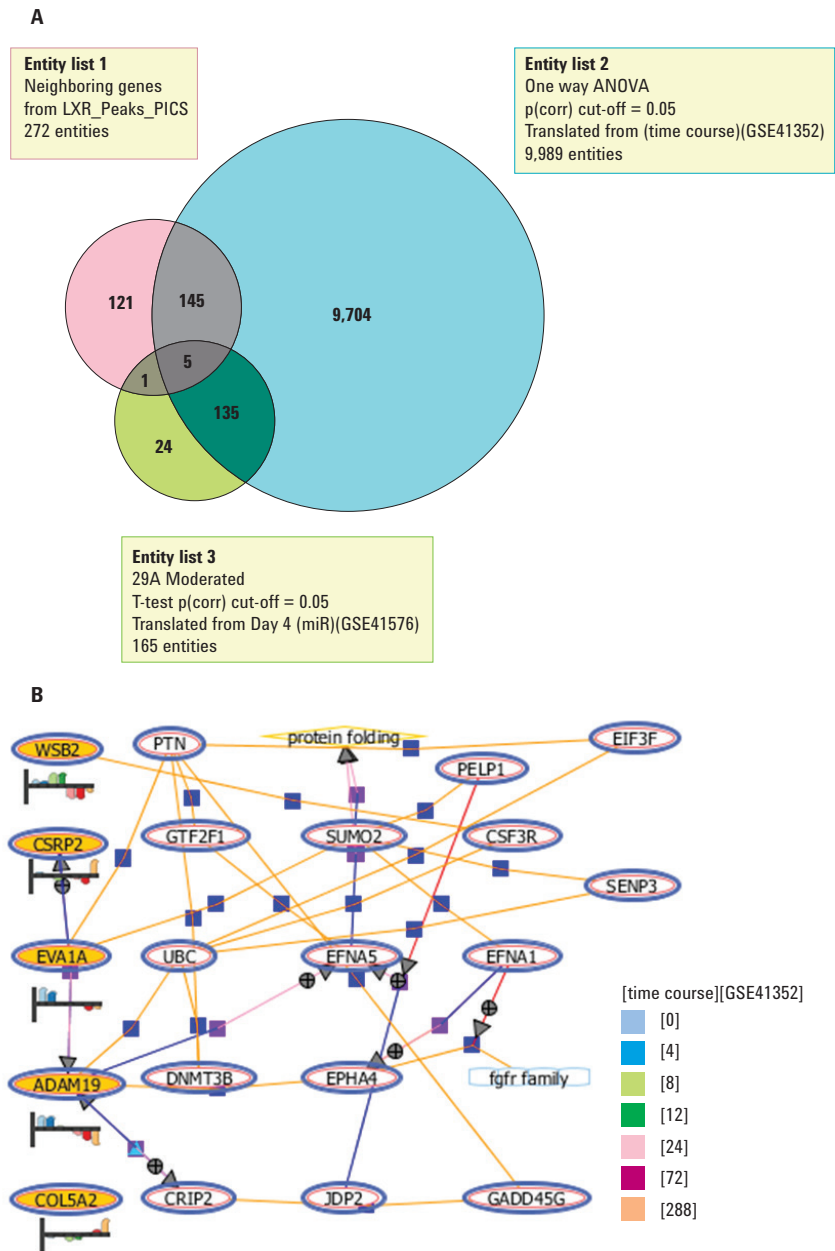 A
Entity list 1
Neighboring genes
from LXR_Peaks_PICS
272 entities
Entity list 2
One way ANOVA
p(corr) cut-off = 0.05
Translated from (time course)(GSE41352)
9,989 entities
121
145
9,704
5
1
135
24
Entity list 3
29A Moderated
T-test p(corr) cut-off = 0.05
Translated from Day 4 (miR)(GSE41576)
165 entities
B
WSB2
PTN
protein folding
EIF3F
PELP1
CSRP2
GTF2F1
SUMO2
CSF3R
SENP3
EVA1A
UBC
EFNA5
EFNA1
ADAM19
DNMT3B
EPHA4
fgfr family
COL5A2
CRIP2
JDP2
GADD45G
[time course][GSE41352]
[0]
[4]
[8]
[12]
[24]
[72]
[288]